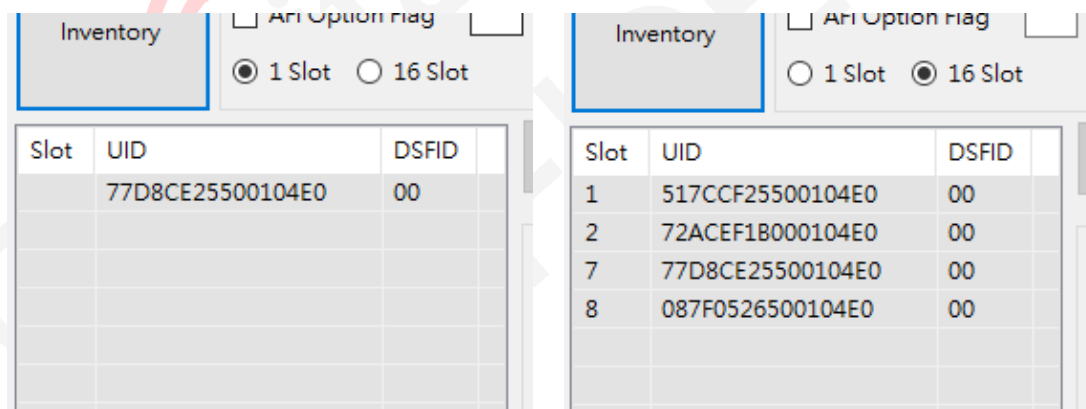 Inventory
AFI Option Flag
1 Slot 16 Slot
Slot UID DSFID
77D8CE25500104E0 00
Inventory
AFI Option Flag
1 Slot 16 Slot
Slot UID DSFID
1 517CCF25500104E0 00
2 72ACEF1B000104E0 00
7 77D8CE25500104E0 00
8 087F0526500104E0 00